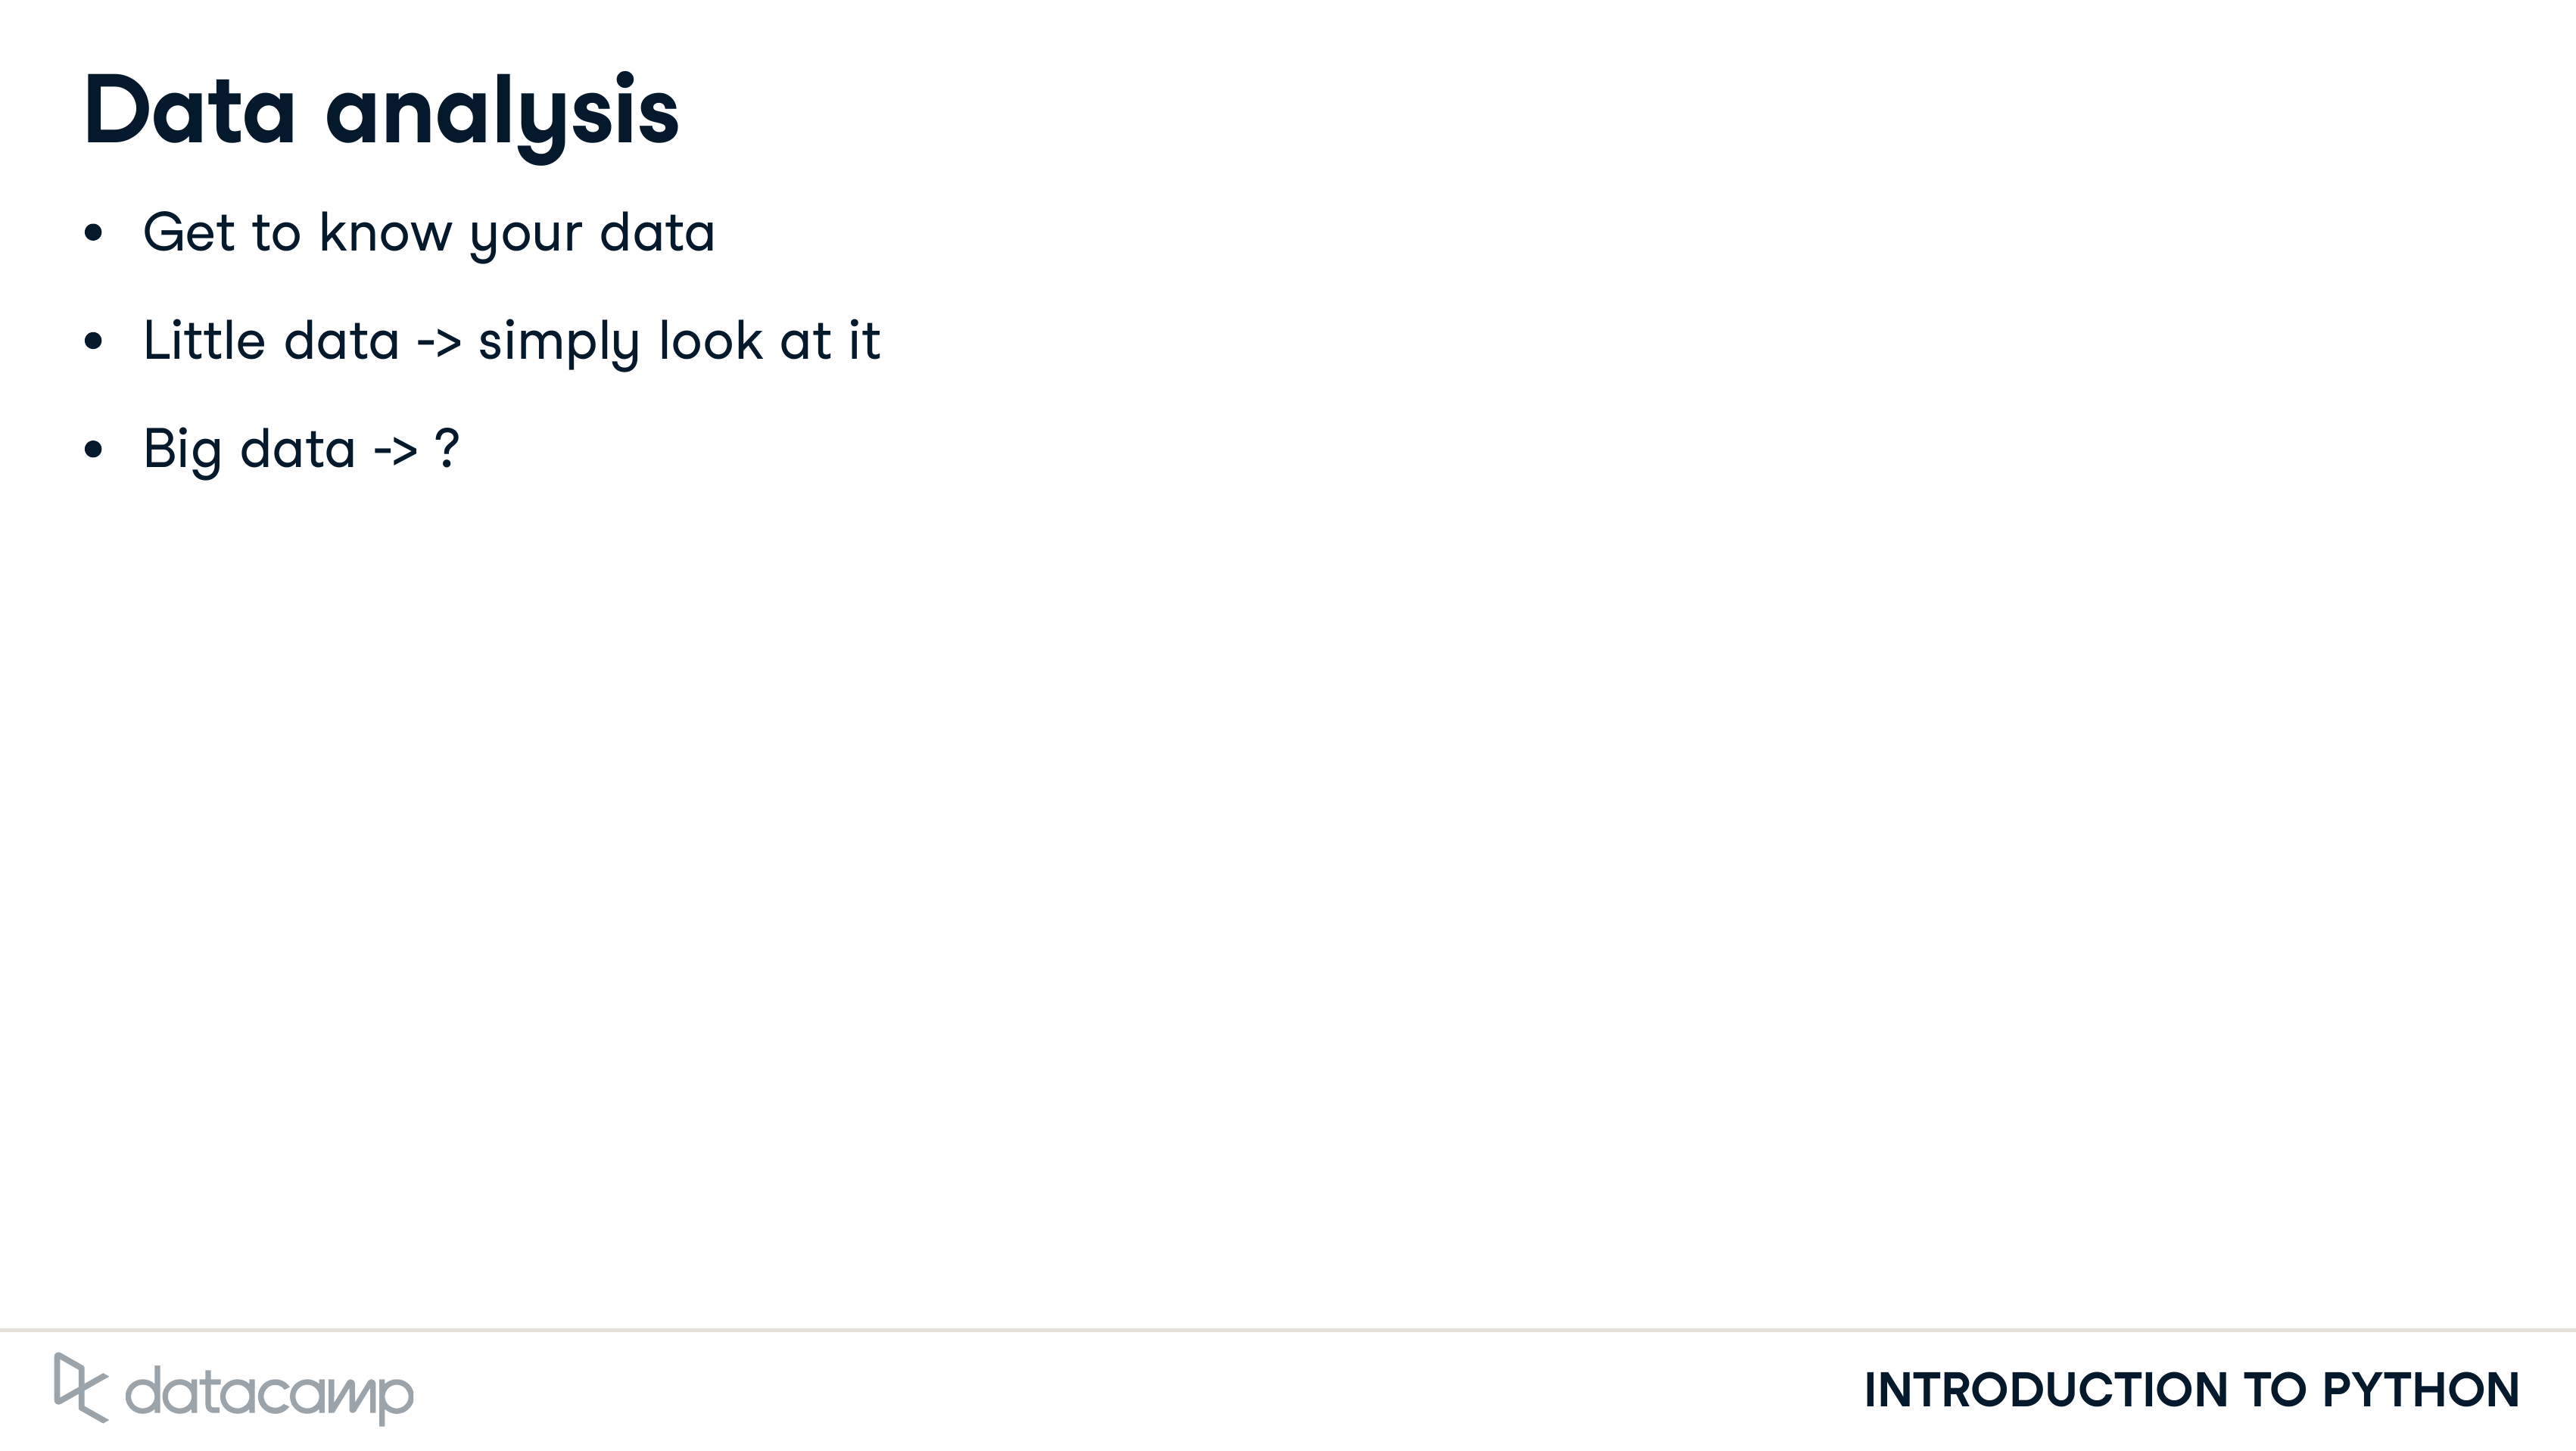 Data analysis
• Get to know your data
• Little data -> simply look at it
• Big data -> ?
datacamp
INTRODUCTION TO PYTHON